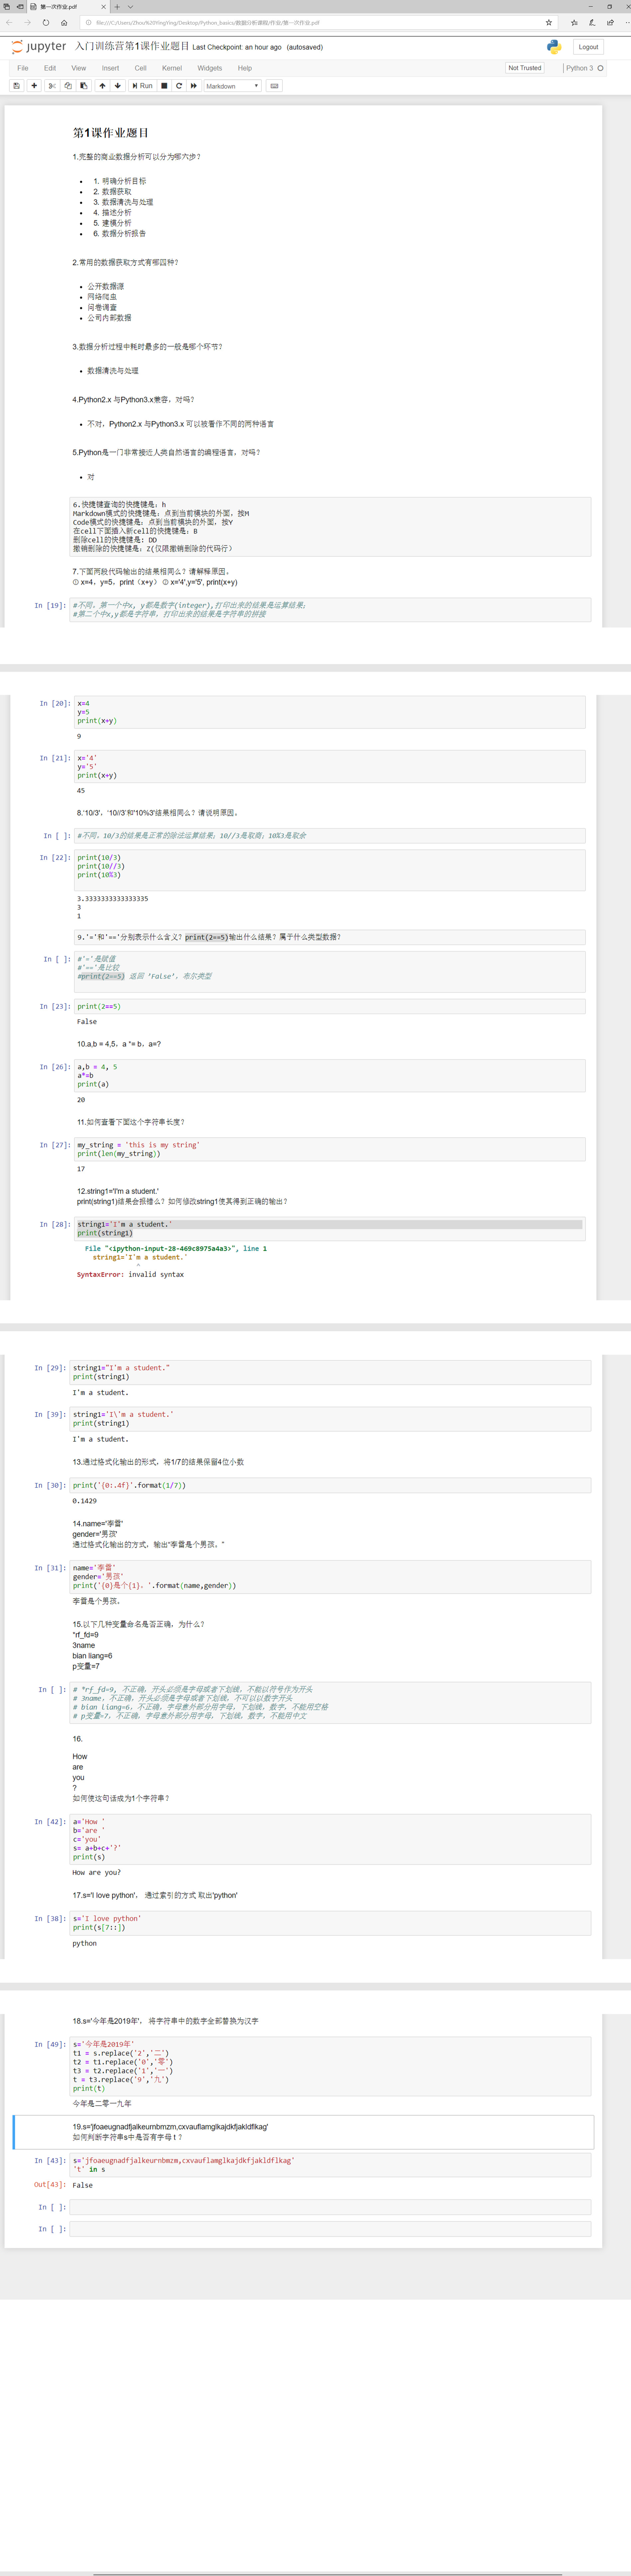 第一次作业.pdf
file:///C:/Users/Zhou%20YingYing/Desktop/Python_basics/数据分析课程/作业/第一次作业.pdf
jupyter 入门训练营第1课作业题目 Last Checkpoint: an hour ago (autosaved)
Logout
File Edit View Insert Cell Kernel Widgets Help
Not Trusted
Python 3
Run
Markdown
第1课作业题目
1.完整的商业数据分析可以分为哪六步？
1. 明确分析目标
2. 数据获取
3. 数据清洗与处理
4. 描述分析
5. 建模分析
6. 数据分析报告
2.常用的数据获取方式有哪四种？
公开数据源
网络爬虫
问卷调查
公司内部数据
3.数据分析过程中耗时最多的一般是哪个环节？
数据清洗与处理
4.Python2.x 与Python3.x兼容，对吗？
不对，Python2.x 与Python3.x 可以被看作不同的两种语言
5.Python是一门非常接近人类自然语言的编程语言，对吗？
对
6.快捷键查询的快捷键是：h
Markdown模式的快捷键是：点到当前模块的外面，按M
Code模式的快捷键：点到当前模块的外面，按Y
在cell下面插入新cell的快捷键是：B
删除cell的快捷键是：DD
撤销删除的快捷键是：Z(仅限撤销删除的代码行)
7.下面两段代码输出的结果相同么？请解释原因。
① x=4，y=5，print（x+y） ② x='4',y='5', print(x+y)
In [19]: #不同，第一个中x，y都是数字(integer),打印出来的结果是运算结果;
#第二个中x,y都是字符串，打印出来的结果是字符串的拼接
In [20]: x=4
y=5
print(x+y)
9
In [21]: x='4'
y='5'
print(x+y)
45
8.'10/3'，'10//3'和'10%3'结果相同么？请说明原因。
In [ ]: #不同，10/3的结果是正常的除法运算结果；10//3是取商；10%3是取余
In [22]: print(10/3)
print(10//3)
print(10%3)
3.3333333333333335
3
1
9.'='和'=='分别表示什么含义？print(2==5)输出什么结果？属于什么类型数据？
In [ ]: #'='是赋值
#'=='是比较
#print(2==5) 返回 'False'，布尔类型
In [23]: print(2==5)
False
10.a,b = 4,5，a *= b，a=?
In [26]: a,b = 4, 5
a*=b
print(a)
20
11.如何查看下面这个字符串长度？
In [27]: my_string = 'this is my string'
print(len(my_string))
17
12.string1='I'm a student.'
print(string1)结果会报错么？如何修改string1使其得到正确的输出？
In [28]: string1='I'm a student.'
print(string1)
File "<ipython-input-28-469c8975a4a3>", line 1
string1='I'm a student.'
^
SyntaxError: invalid syntax
In [29]: string1="I'm a student."
print(string1)
I'm a student.
In [39]: string1='I\'m a student.'
print(string1)
I'm a student.
13.通过格式化输出的形式，将1/7的结果保留4位小数
In [30]: print('{0:.4f}'.format(1/7))
0.1429
14.name='李雷'
gender='男孩'
通过格式化输出的方式，输出"李雷是个男孩。"
In [31]: name='李雷'
gender='男孩'
print('{0}是个{1}。'.format(name,gender))
李雷是个男孩。
15.以下几种变量命名是否正确，为什么？
*rf_fd=9
3name
bian liang=6
p变量=7
In [ ]: # *rf_fd=9, 不正确，开头必须是字母或者下划线，不能以符号作为开头
# 3name，不正确，开头必须是字母或者下划线，不可以以数字开头
# bian liang=6，不正确，字母意外部分用字母，下划线，数字，不能用空格
# p变量=7，不正确，字母意外部分用字母，下划线，数字，不能用中文
16.
How
are
you
?
如何使这句话成为1个字符串？
In [42]: a='How '
b='are '
c='you'
s= a+b+c+'?'
print(s)
How are you?
17.s='I love python'， 通过索引的方式 取出'python'
In [38]: s='I love python'
print(s[7::])
python
18.s='今年是2019年'， 将字符串中的数字全部替换为汉字
In [49]: s='今年是2019年'
t1 = s.replace('2','二')
t2 = t1.replace('0','零')
t3 = t2.replace('1','一')
t = t3.replace('9','九')
print(t)
今年是二零一九年
19.s='jfoaeugnadfjalkeurnbmzm,cxvauflamglkajdkfjakldflkag'
如何判断字符串s中是否有字母 t ？
In [43]: s='jfoaeugnadfjalkeurnbmzm,cxvauflamglkajdkfjakldflkag'
't' in s
Out[43]: False
In [ ]:
In [ ]: